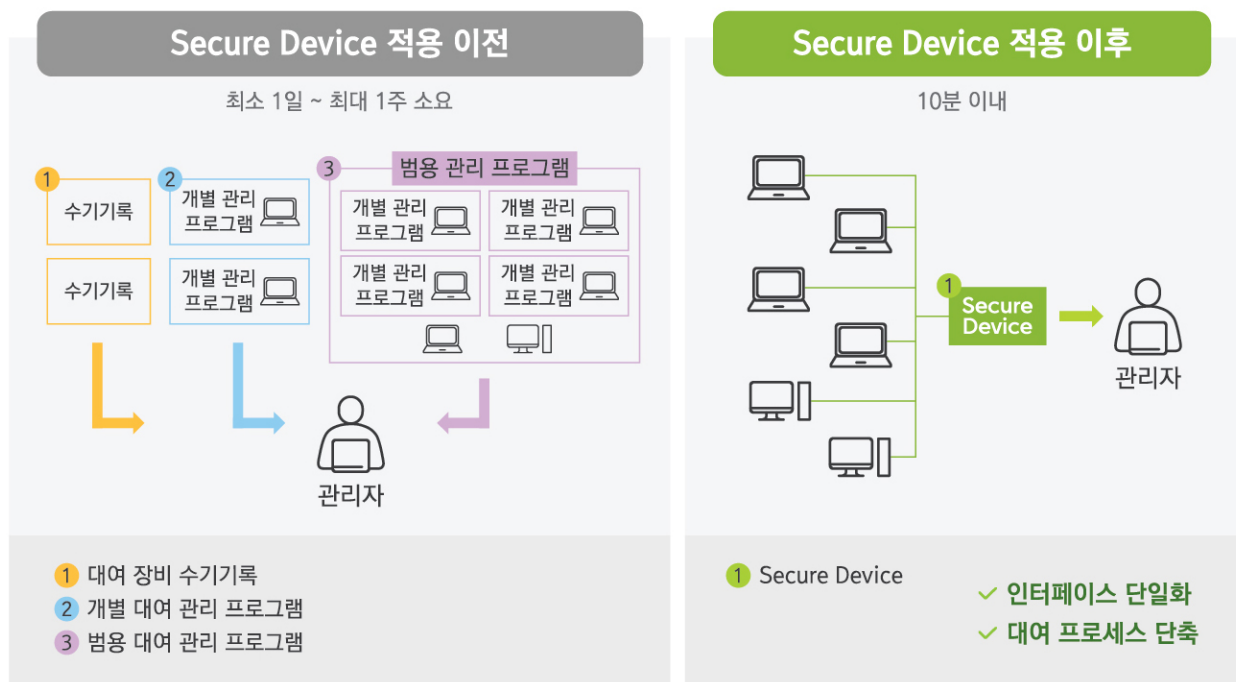 Secure Device 적용 이전
최소 1일 ~ 최대 1주 소요
1
수기기록
수기기록
2
개별 관리
프로그램
개별 관리
프로그램
3
범용 관리 프로그램
개별 관리
프로그램
개별 관리
프로그램
개별 관리
프로그램
개별 관리
프로그램
관리자
1 대여 장비 수기기록
2 개별 대여 관리 프로그램
3 범용 대여 관리 프로그램
Secure Device 적용 이후
10분 이내
1
Secure
Device
관리자
1 Secure Device
✓ 인터페이스 단일화
✓ 대여 프로세스 단축